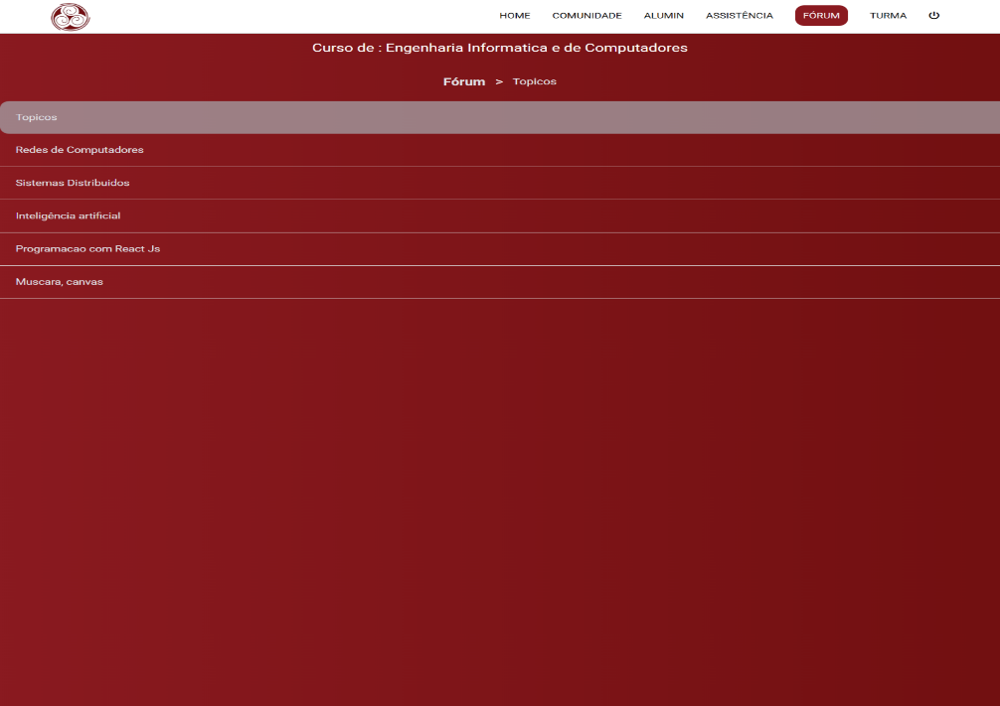 HOME COMUNIDADE ALUMIN ASSISTÊNCIA FÓRUM TURMA
Curso de : Engenharia Informatica e de Computadores
Fórum > Topicos
Topicos
Redes de Computadores
Sistemas Distribuidos
Inteligência artificial
Programacao com React Js
Muscara, canvas